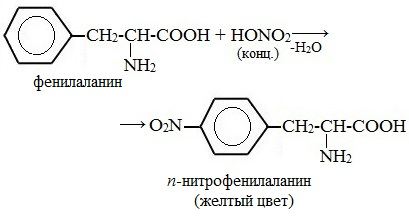 CH2-CH-COOH + HONO2 ⟶
(конц.) -H2O
NH2
фенилаланин
⟶ O2N- -CH2-CH-COOH
NH2
п-нитрофенилаланин
(желтый цвет)